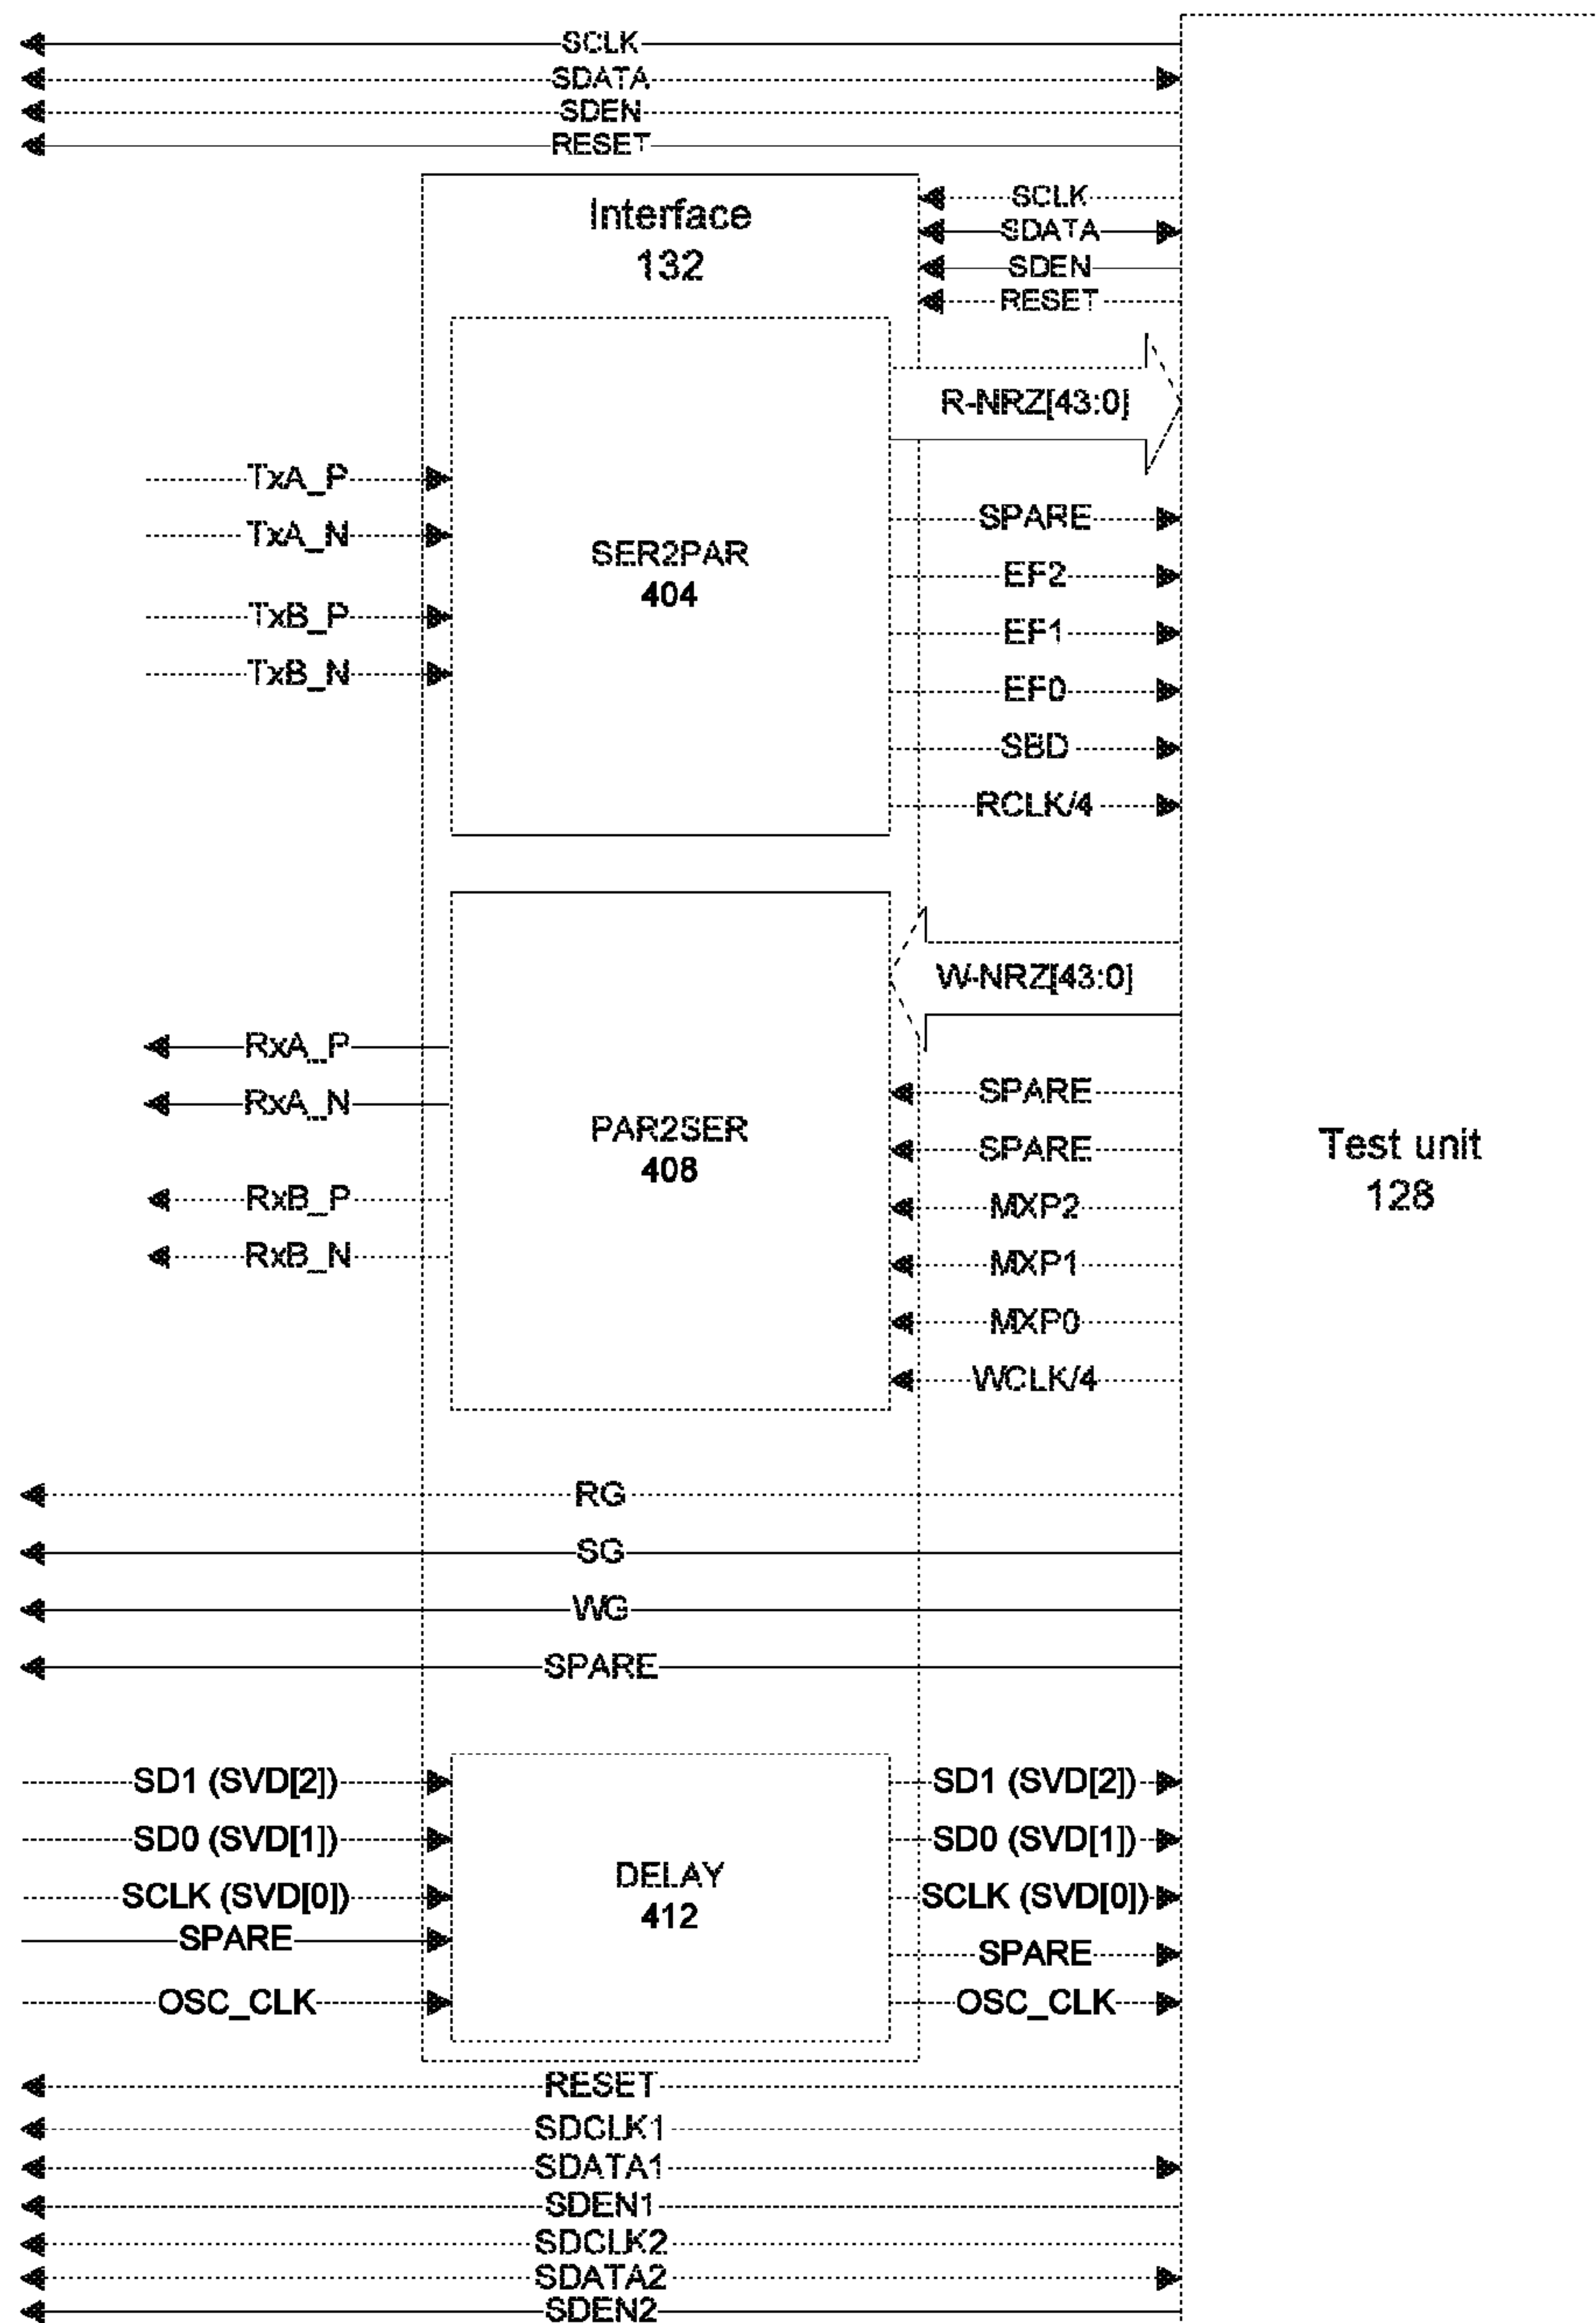 SCLK
SDATA
SDEN
RESET
Interface
132
SCLK
SDATA
SDEN
RESET
R-NRZ[43:0]
TxA_P
TxA_N
TxB_P
TxB_N
SER2PAR
404
SPARE
EF2
EF1
EF0
SBD
RCLK/4
W-NRZ[43:0]
RxA_P
RxA_N
RxB_P
RxB_N
PAR2SER
408
SPARE
SPARE
MXP2
MXP1
MXP0
WCLK/4
Test unit
128
RG
SG
WG
SPARE
SD1 (SVD[2])
SD0 (SVD[1])
SCLK (SVD[0])
SPARE
OSC_CLK
DELAY
412
SD1 (SVD[2])
SD0 (SVD[1])
SCLK (SVD[0])
SPARE
OSC_CLK
RESET
SDCLK1
SDATA1
SDEN1
SDCLK2
SDATA2
SDEN2